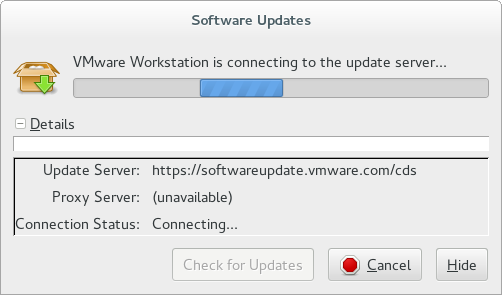 Software Updates
VMware Workstation is connecting to the update server...
Details
Update Server: https://softwareupdate.vmware.com/cds
Proxy Server: (unavailable)
Connection Status: Connecting...
Check for Updates Cancel Hide